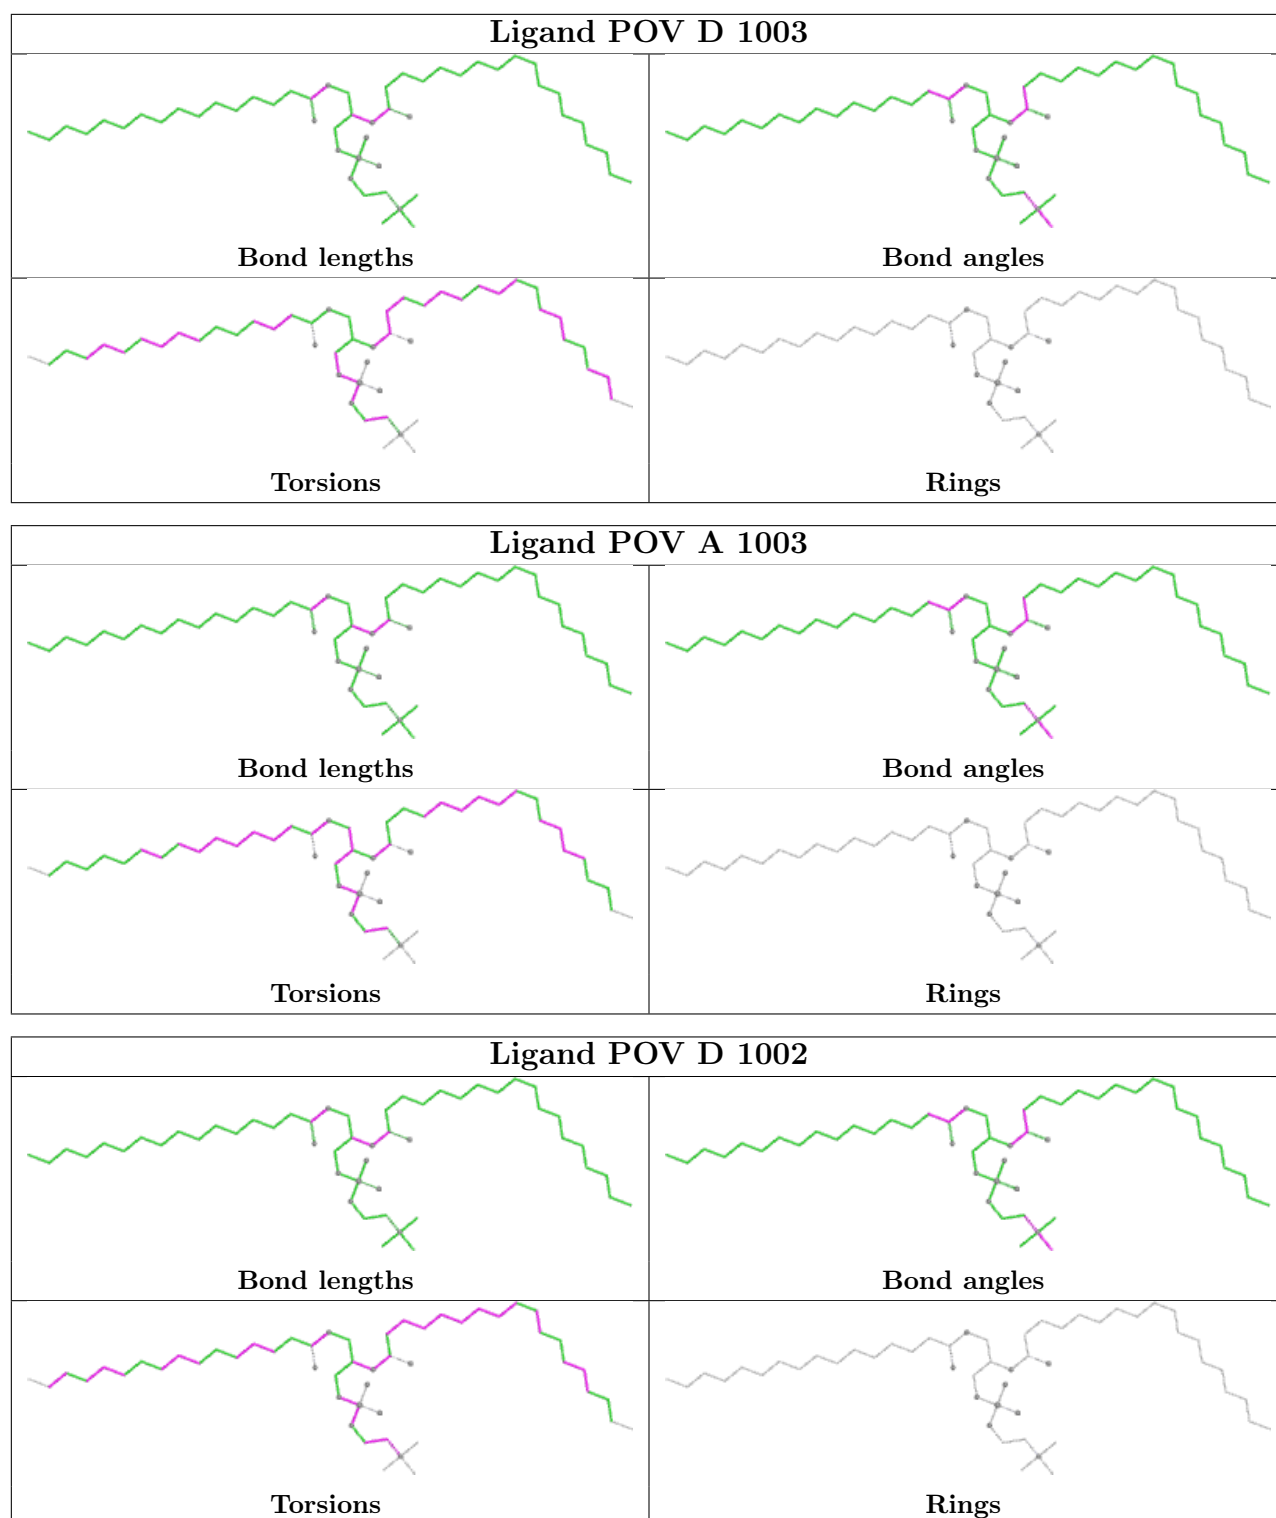 Ligand POV D 1003
Bond lengths
Bond angles
Torsions
Rings
Ligand POV A 1003
Bond lengths
Bond angles
Torsions
Rings
Ligand POV D 1002
Bond lengths
Bond angles
Torsions
Rings